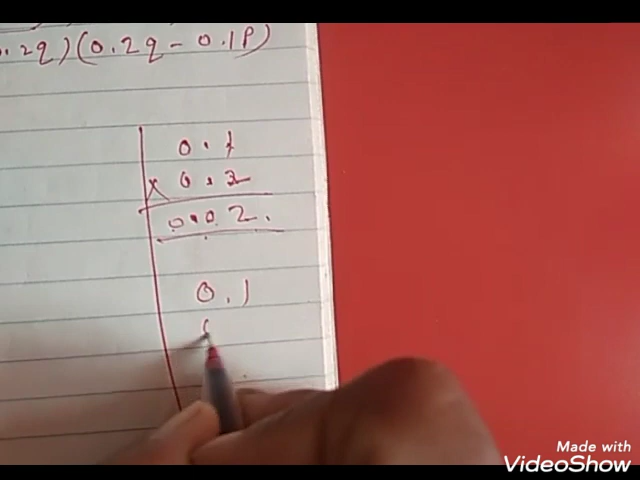 .2q) (0.2q - 0.1p)
0.1
x 0.2
0.02.
0.1
Made with
VideoShow